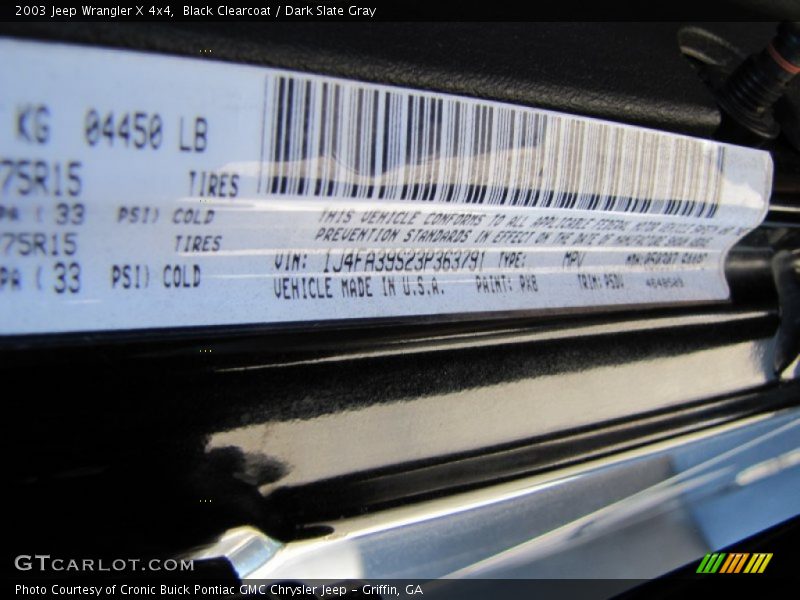 2003 Jeep Wrangler X 4x4, Black Clearcoat / Dark Slate Gray
KG 04450 LB
75R15 TIRES
PA ( 33 PSI) COLD
75R15 TIRES
PA ( 33 PSI) COLD
THIS VEHICLE CONFORMS TO ALL APPLICABLE FEDERAL MOTOR VEHICLE SAFETY AND
PREVENTION STANDARDS IN EFFECT ON THE DATE OF MANUFACTURE SHOWN ABOVE.
VIN: 1J4FA39S23P363791 TYPE: MPV
VEHICLE MADE IN U.S.A. PAINT: PX8 TRIM:
GTCARLOT.COM
Photo Courtesy of Cronic Buick Pontiac GMC Chrysler Jeep - Griffin, GA